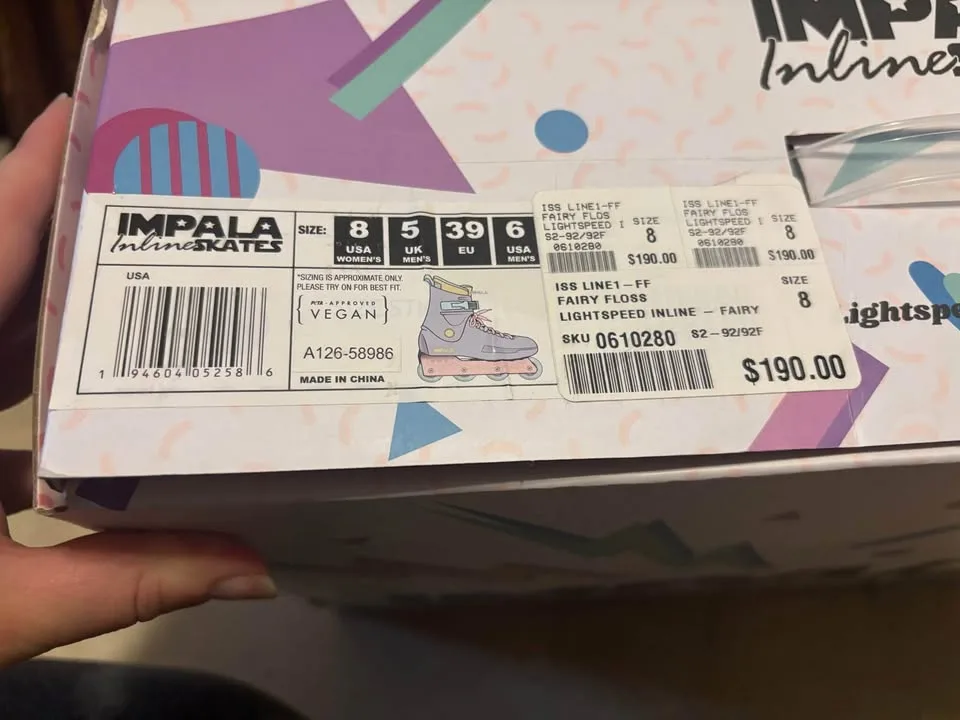 IMPA
Inlines
IMPALA
InlineSKATES
SIZE:
8
USA
WOMEN'S
5
UK
MEN'S
39
EU
6
USA
MEN'S
USA
1 94604 05258 6
*SIZING IS APPROXIMATE ONLY.
PLEASE TRY ON FOR BEST FIT.
PETA-APPROVED
VEGAN
A126-58986
MADE IN CHINA
ISS LINE1-FF
FAIRY FLOS SIZE
LIGHTSPEED I
S2-92/92F 8
0610280
$190.00
ISS LINE1-FF
FAIRY FLOS SIZE
LIGHTSPEED I
S2-92/92F 8
0610280
$190.00
ISS LINE1-FF SIZE
FAIRY FLOSS 8
LIGHTSPEED INLINE - FAIRY
SKU 0610280 S2-92/92F
$190.00
Lightspe